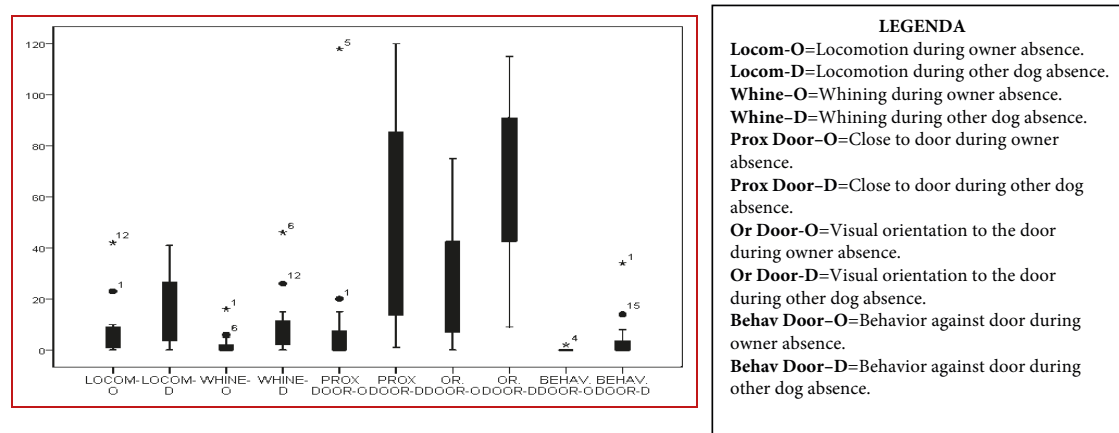 120
100
80
60
40
20
0
12
1
1
6
6
12
5
1
4
1
15
LOCOM-O
LOCOM-D
WHINE-O
WHINE-D
PROX DOOR-O
PROX DOOR-D
OR. DOOR-O
OR. DOOR-D
BEHAV. DOOR-O
BEHAV. DOOR-D
LEGENDA
Locom-O=Locomotion during owner absence.
Locom-D=Locomotion during other dog absence.
Whine–O=Whining during owner absence.
Whine–D=Whining during other dog absence.
Prox Door–O=Close to door during owner
absence.
Prox Door–D=Close to door during other dog
absence.
Or Door-O=Visual orientation to the door
during owner absence.
Or Door-D=Visual orientation to the door
during other dog absence.
Behav Door–O=Behavior against door during
owner absence.
Behav Door–D=Behavior against door during
other dog absence.